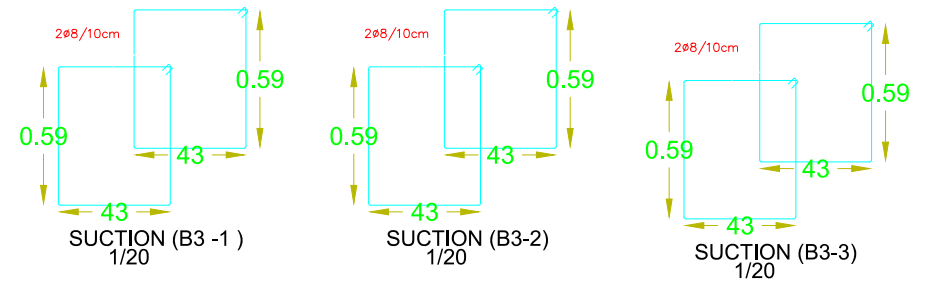 2ø8/10cm
0.59
0.59
43
43
SUCTION (B3 -1 )
1/20
2ø8/10cm
0.59
0.59
43
43
SUCTION (B3-2)
1/20
2ø8/10cm
0.59
0.59
43
43
SUCTION (B3-3)
1/20